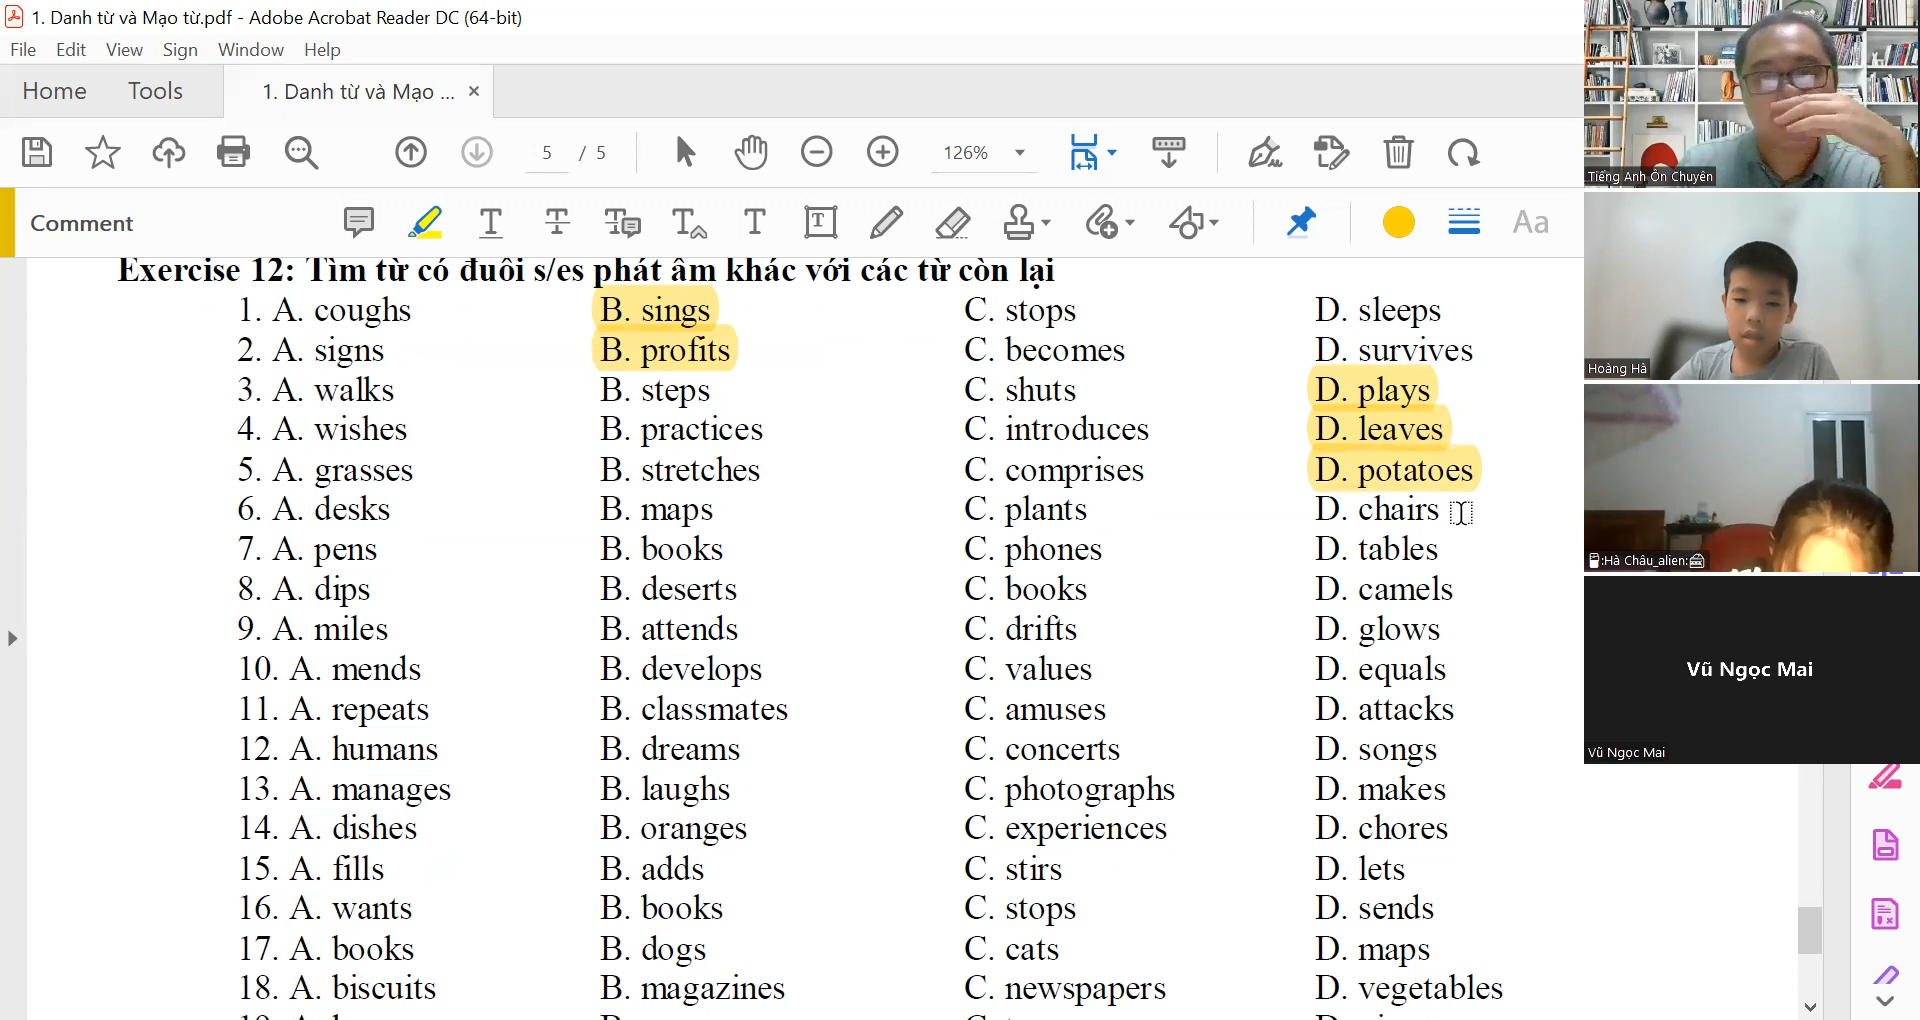 1. Danh từ và Mạo từ.pdf - Adobe Acrobat Reader DC (64-bit)
File Edit View Sign Window Help
Home Tools 1. Danh từ và Mạo ... ×
5 / 5 126%
Comment
Aa
Exercise 12: Tìm từ có đuôi s/es phát âm khác với các từ còn lại
1. A. coughs B. sings C. stops D. sleeps
2. A. signs B. profits C. becomes D. survives
3. A. walks B. steps C. shuts D. plays
4. A. wishes B. practices C. introduces D. leaves
5. A. grasses B. stretches C. comprises D. potatoes
6. A. desks B. maps C. plants D. chairs
7. A. pens B. books C. phones D. tables
8. A. dips B. deserts C. books D. camels
9. A. miles B. attends C. drifts D. glows
10. A. mends B. develops C. values D. equals
11. A. repeats B. classmates C. amuses D. attacks
12. A. humans B. dreams C. concerts D. songs
13. A. manages B. laughs C. photographs D. makes
14. A. dishes B. oranges C. experiences D. chores
15. A. fills B. adds C. stirs D. lets
16. A. wants B. books C. stops D. sends
17. A. books B. dogs C. cats D. maps
18. A. biscuits B. magazines C. newspapers D. vegetables
Tiếng Anh Ôn Chuyên
Hoàng Hà
:Hà Châu_alien:
Vũ Ngọc Mai
Vũ Ngọc Mai